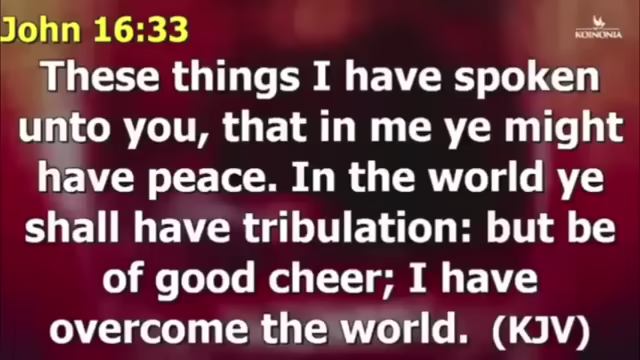 John 16:33
KOINONIA
These things I have spoken
unto you, that in me ye might
have peace. In the world ye
shall have tribulation: but be
of good cheer; I have
overcome the world. (KJV)